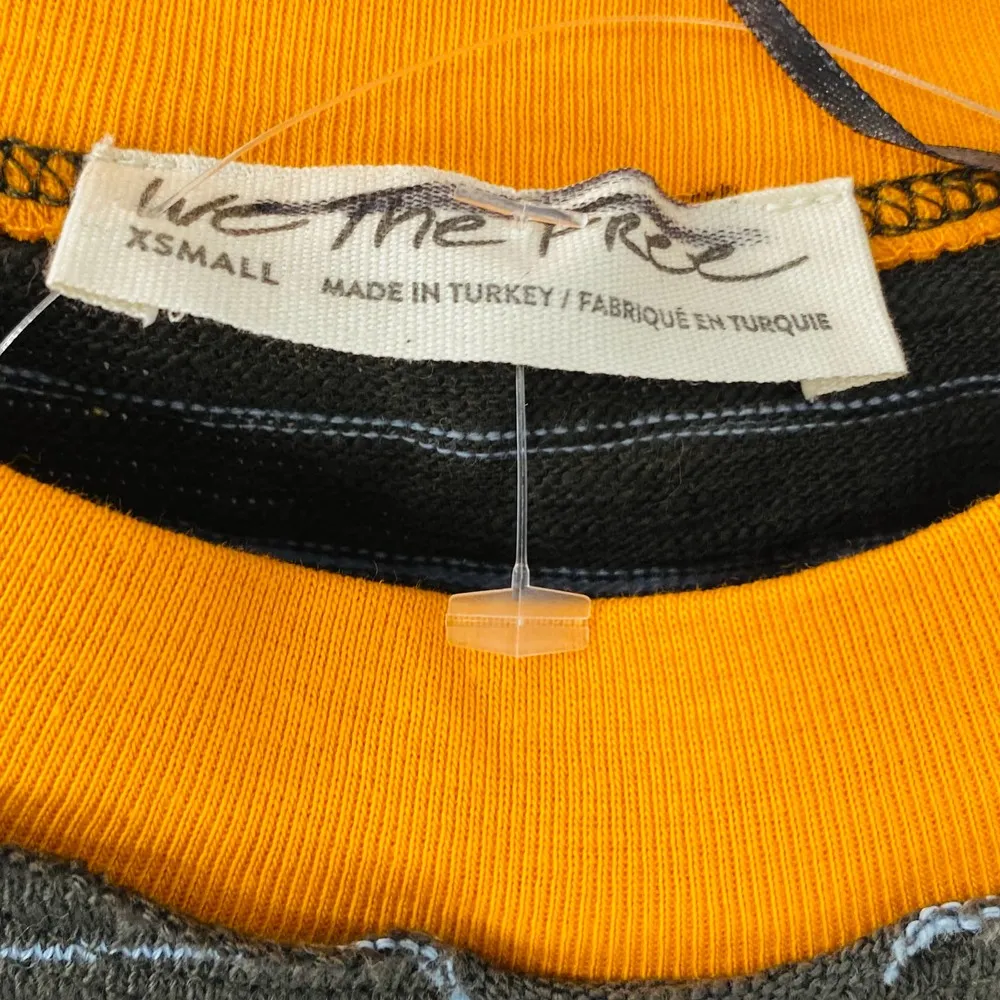 We The Free
XSMALL
MADE IN TURKEY / FABRIQUÉ EN TURQUIE